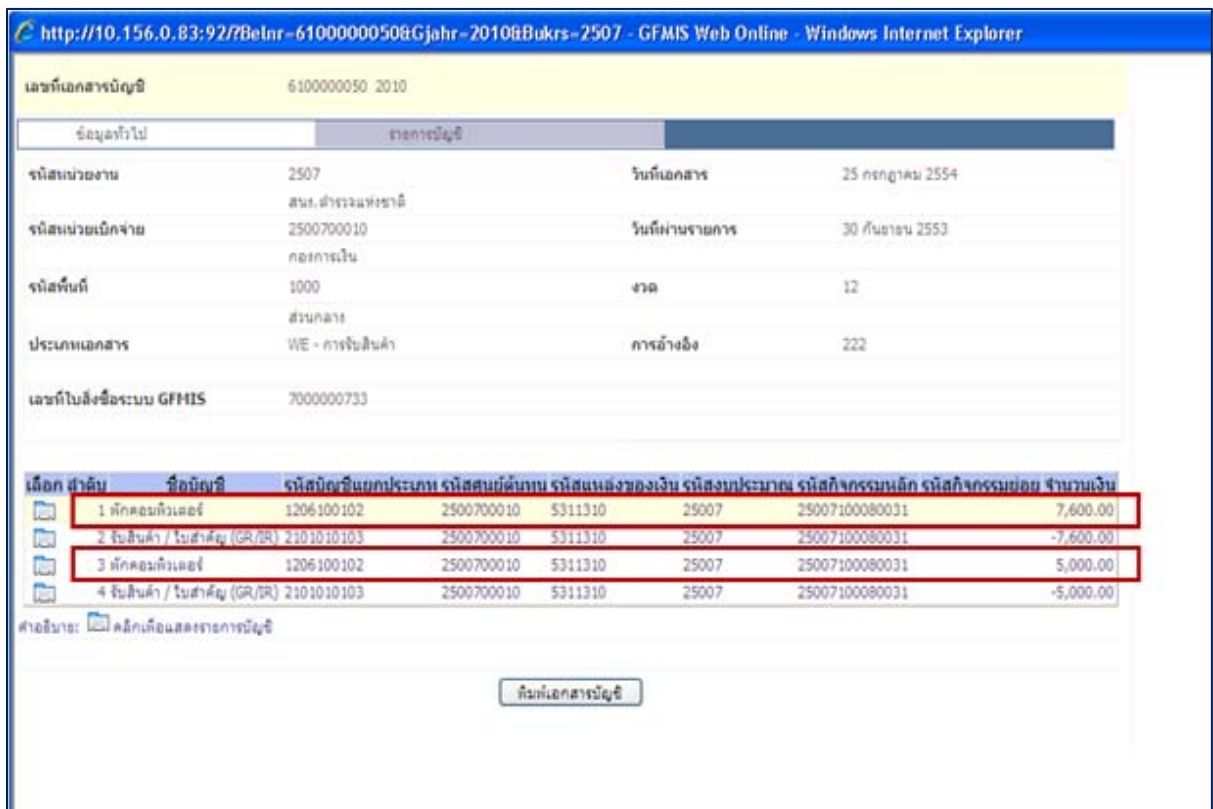 http://10.156.0.83:92/?Belnr=6100000050&Gjahr=2010&Bukrs=2507 - GFMIS Web Online - Windows Internet Explorer
เลขที่เอกสารบัญชี 6100000050 2010
ข้อมูลทั่วไป รายการบัญชี
รหัสหน่วยงาน 2507 วันที่เอกสาร 25 กรกฎาคม 2554
สนง.ตำรวจแห่งชาติ
รหัสหน่วยเบิกจ่าย 2500700010 วันที่ผ่านรายการ 30 กันยายน 2553
กองการเงิน
รหัสพื้นที่ 1000 งวด 12
ส่วนกลาง
ประเภทเอกสาร WE - การรับสินค้า การอ้างอิง 222
เลขที่ใบสั่งซื้อระบบ GFMIS 7000000733
เลือก ลำดับ ชื่อบัญชี รหัสบัญชีแยกประเภท รหัสศูนย์ต้นทุน รหัสแหล่งของเงิน รหัสงบประมาณ รหัสกิจกรรมหลัก รหัสกิจกรรมย่อย จำนวนเงิน
1 พักคอมพิวเตอร์ 1206100102 2500700010 5311310 25007 25007100080031 7,600.00
2 รับสินค้า / ใบสำคัญ (GR/IR) 2101010103 2500700010 5311310 25007 25007100080031 -7,600.00
3 พักคอมพิวเตอร์ 1206100102 2500700010 5311310 25007 25007100080031 5,000.00
4 รับสินค้า / ใบสำคัญ (GR/IR) 2101010103 2500700010 5311310 25007 25007100080031 -5,000.00
คำอธิบาย: คลิกเพื่อแสดงรายการบัญชี
พิมพ์เอกสารบัญชี